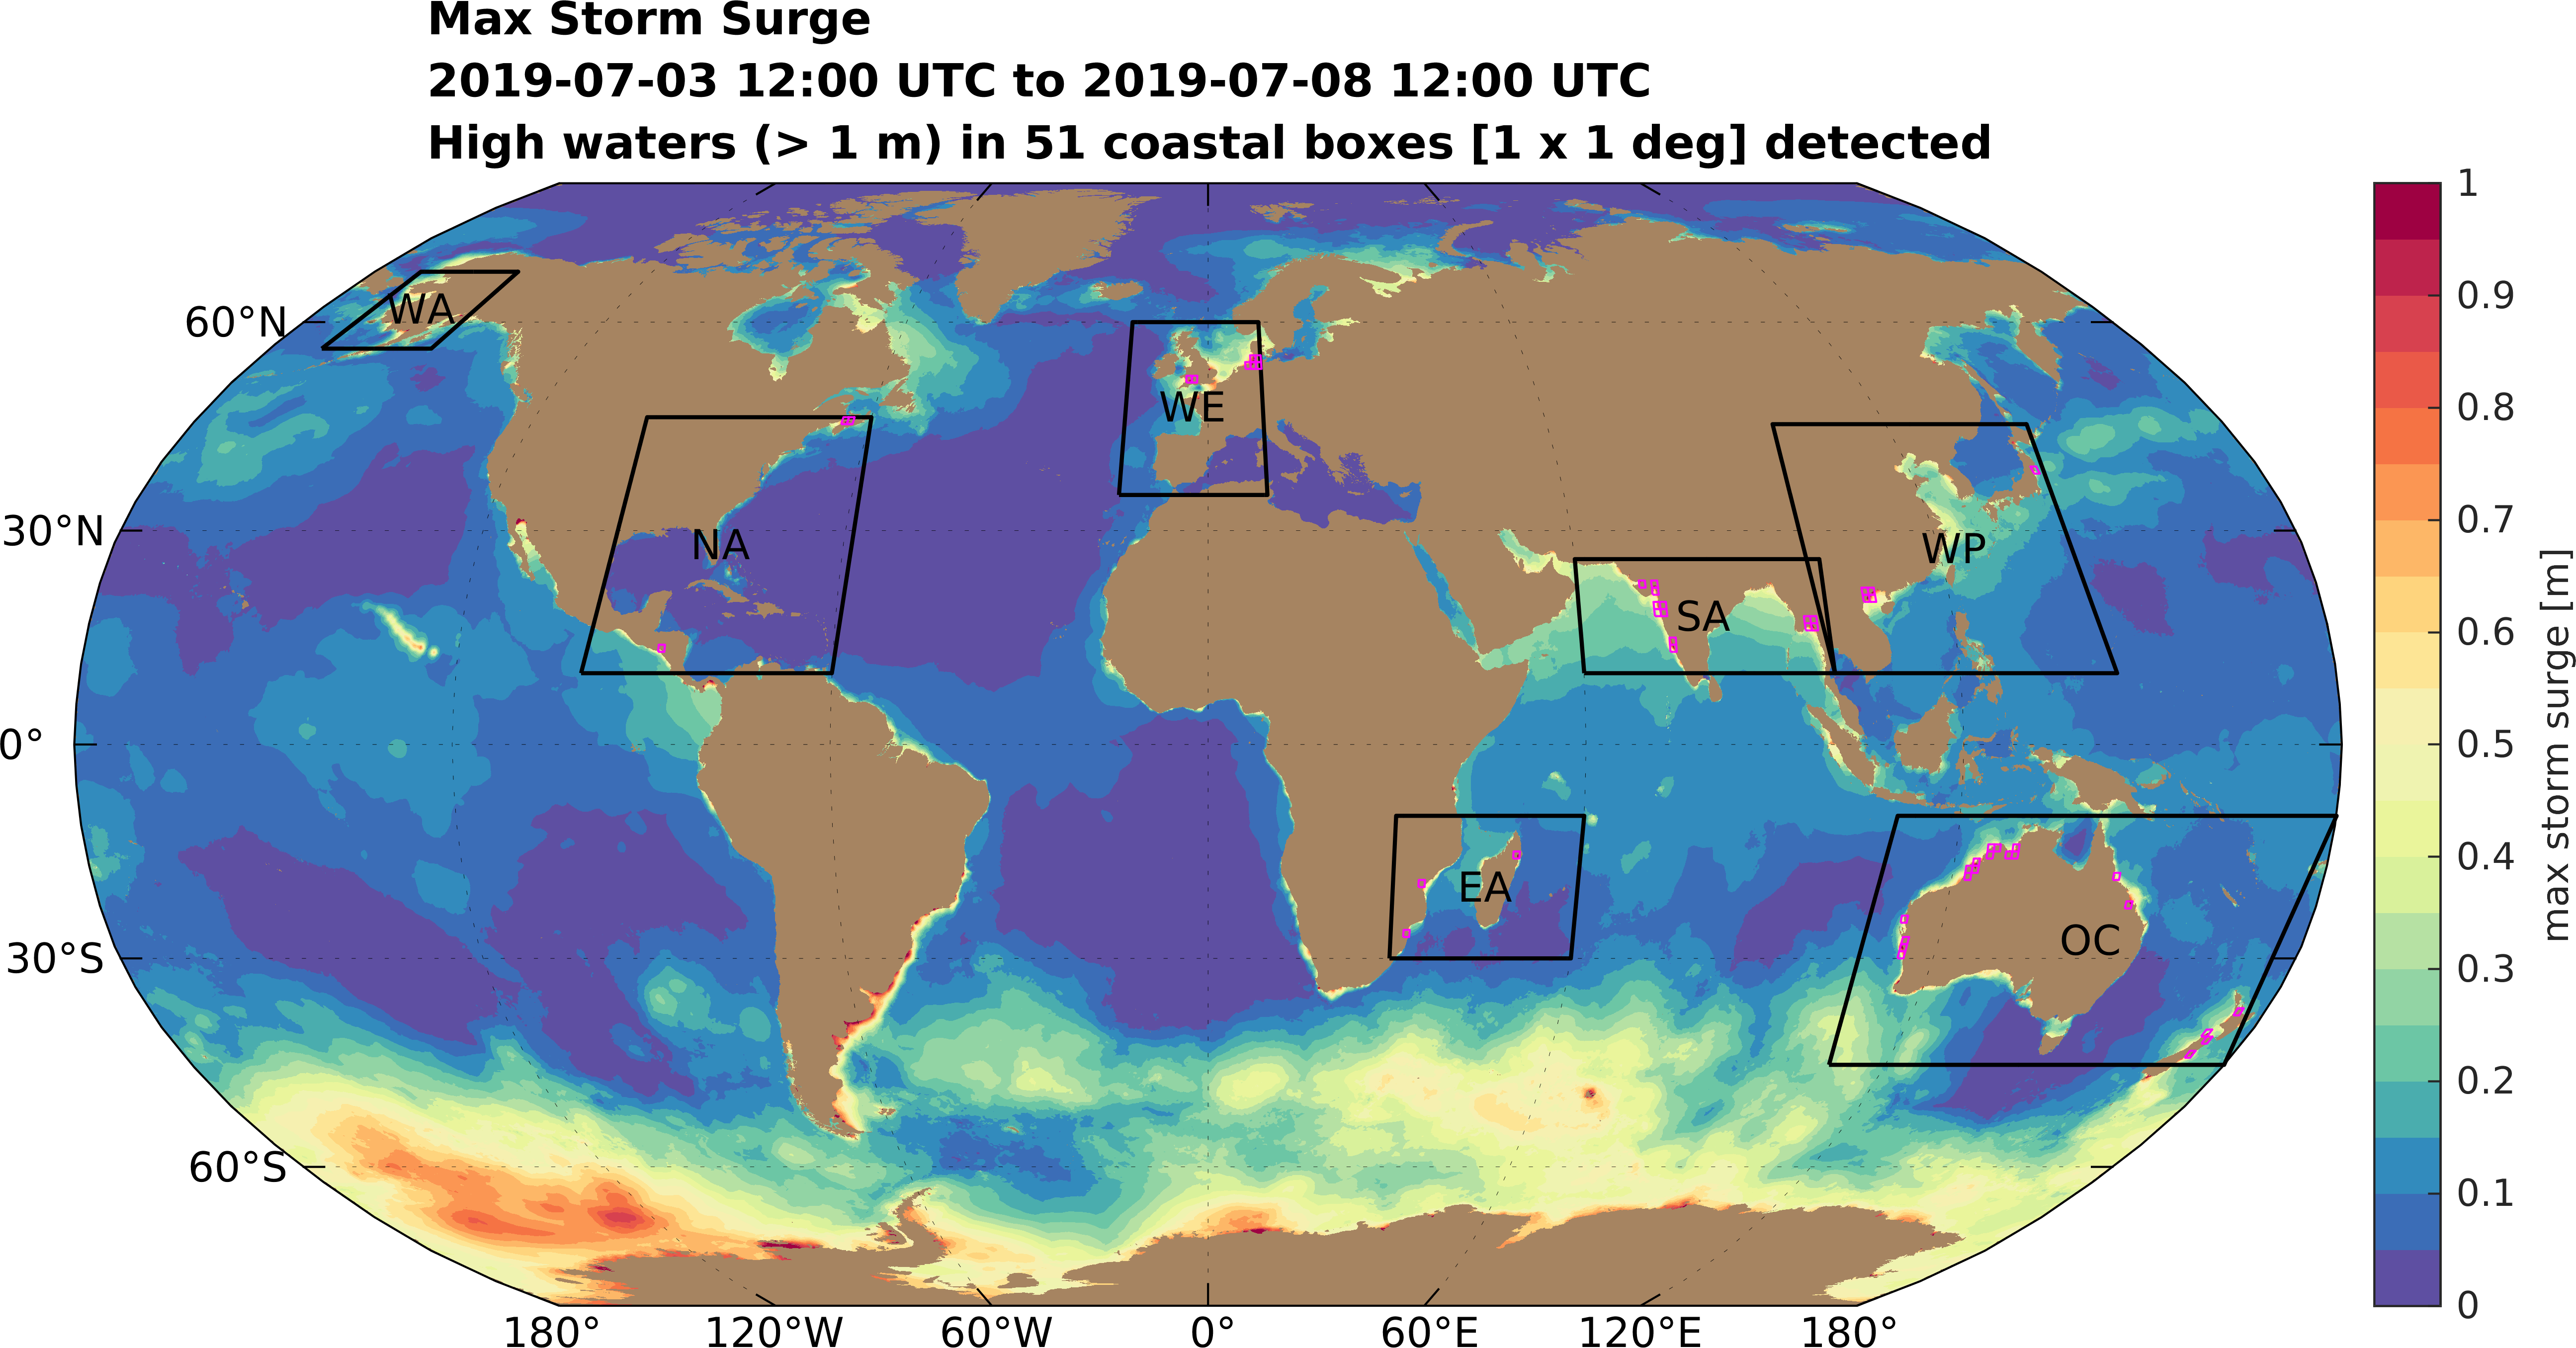 Max Storm Surge
2019-07-03 12:00 UTC to 2019-07-08 12:00 UTC
High waters (> 1 m) in 51 coastal boxes [1 x 1 deg] detected
60°N
30°N
0°
30°S
60°S
WA
NA
WE
SA
WP
EA
OC
180°
120°W
60°W
0°
60°E
120°E
180°
1
0.9
0.8
0.7
0.6
0.5
0.4
0.3
0.2
0.1
0
max storm surge [m]